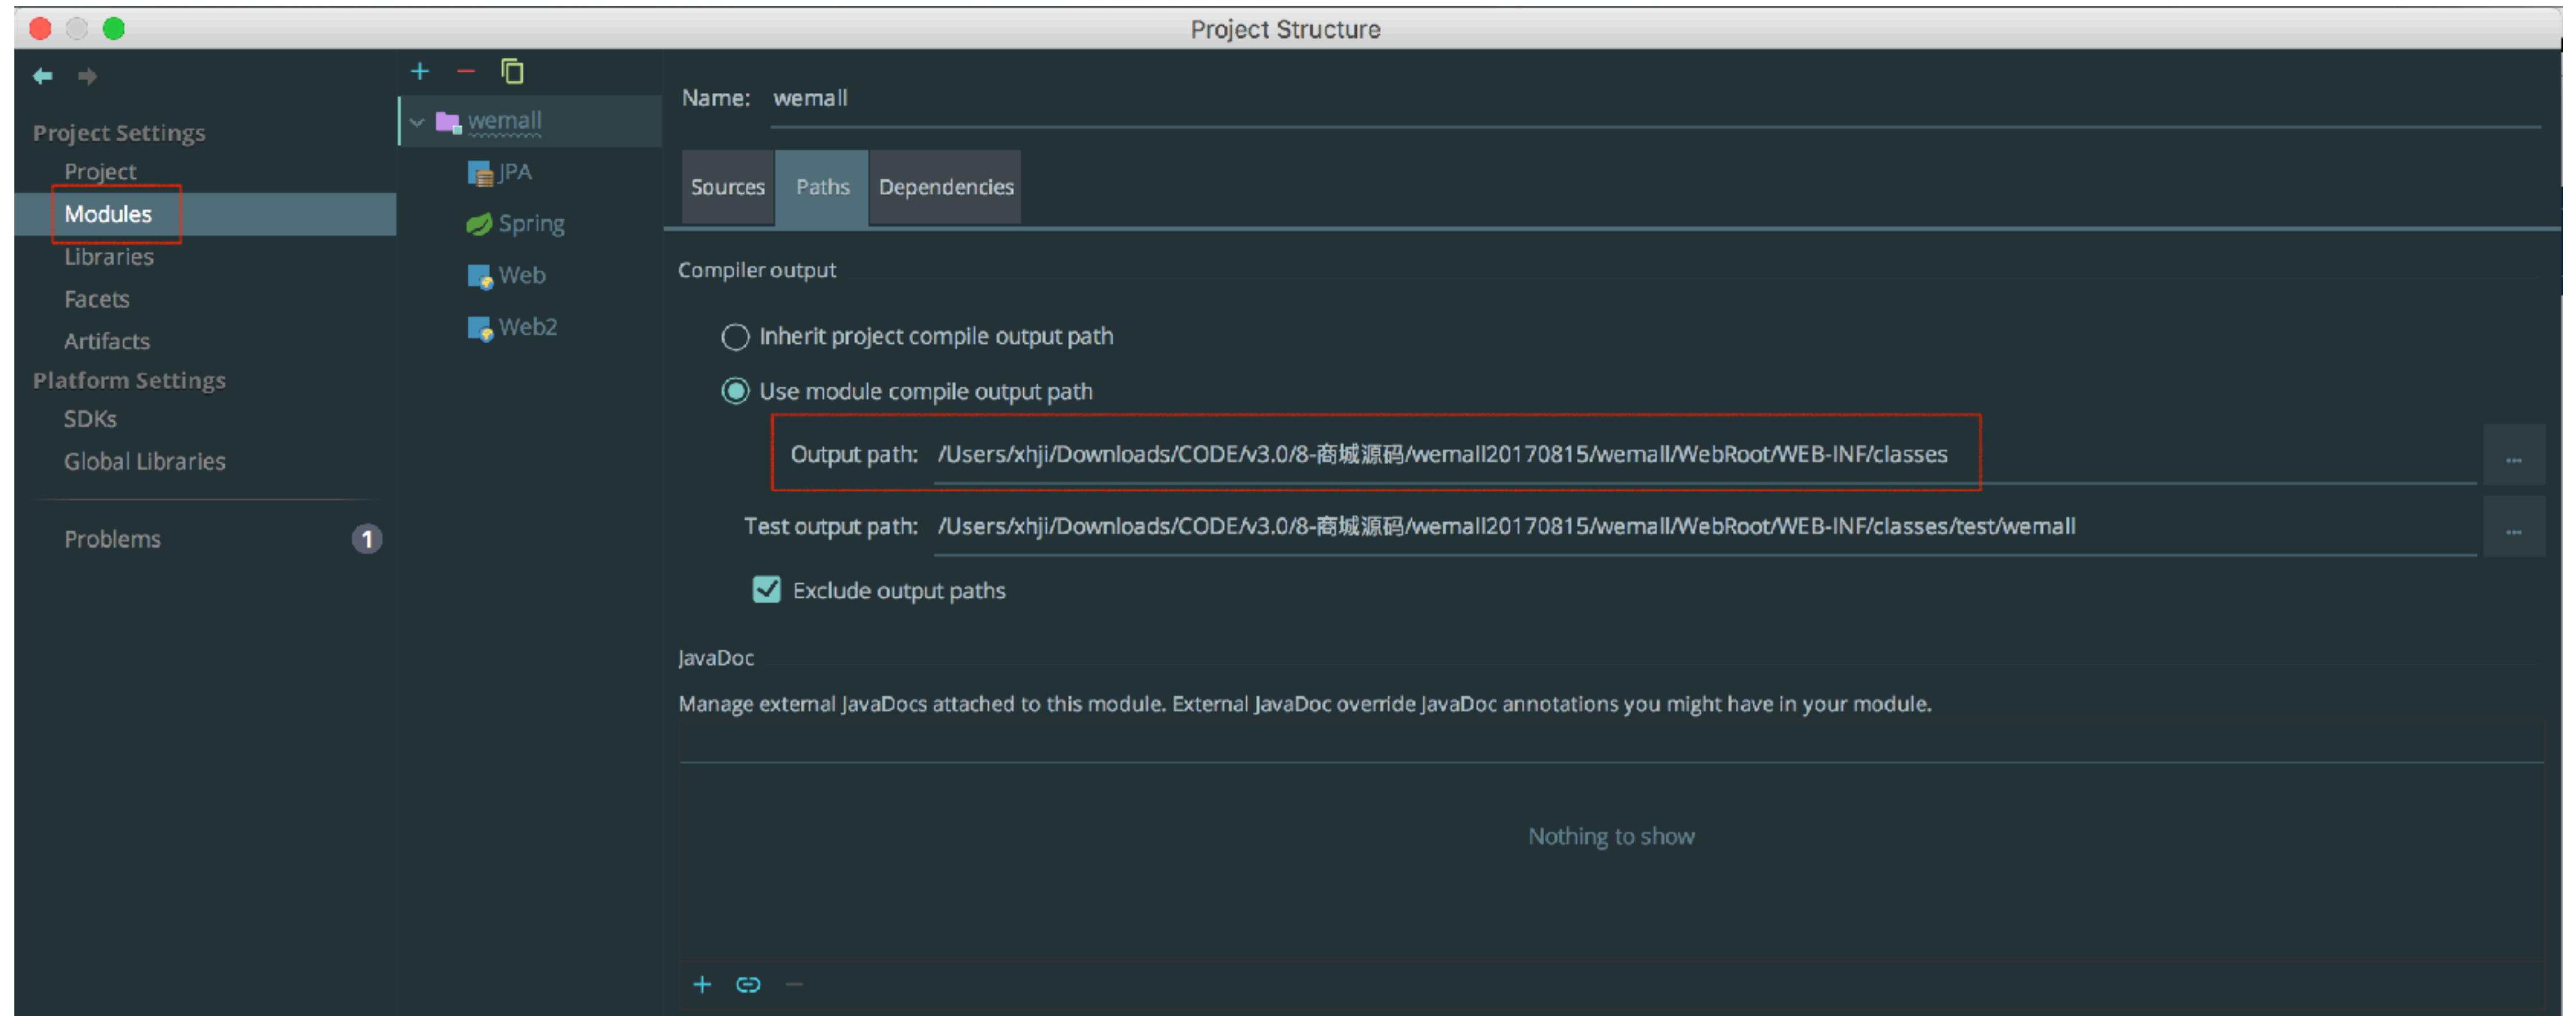 Project Structure
Project Settings
Project
Modules
Libraries
Facets
Artifacts
Platform Settings
SDKs
Global Libraries
Problems 1
wemall
JPA
Spring
Web
Web2
Name: wemall
Sources Paths Dependencies
Compiler output
Inherit project compile output path
Use module compile output path
Output path: /Users/xhji/Downloads/CODE/v3.0/8-商城源码/wemall20170815/wemall/WebRoot/WEB-INF/classes ...
Test output path: /Users/xhji/Downloads/CODE/v3.0/8-商城源码/wemall20170815/wemall/WebRoot/WEB-INF/classes/test/wemall ...
Exclude output paths
JavaDoc
Manage external JavaDocs attached to this module. External JavaDoc override JavaDoc annotations you might have in your module.
Nothing to show